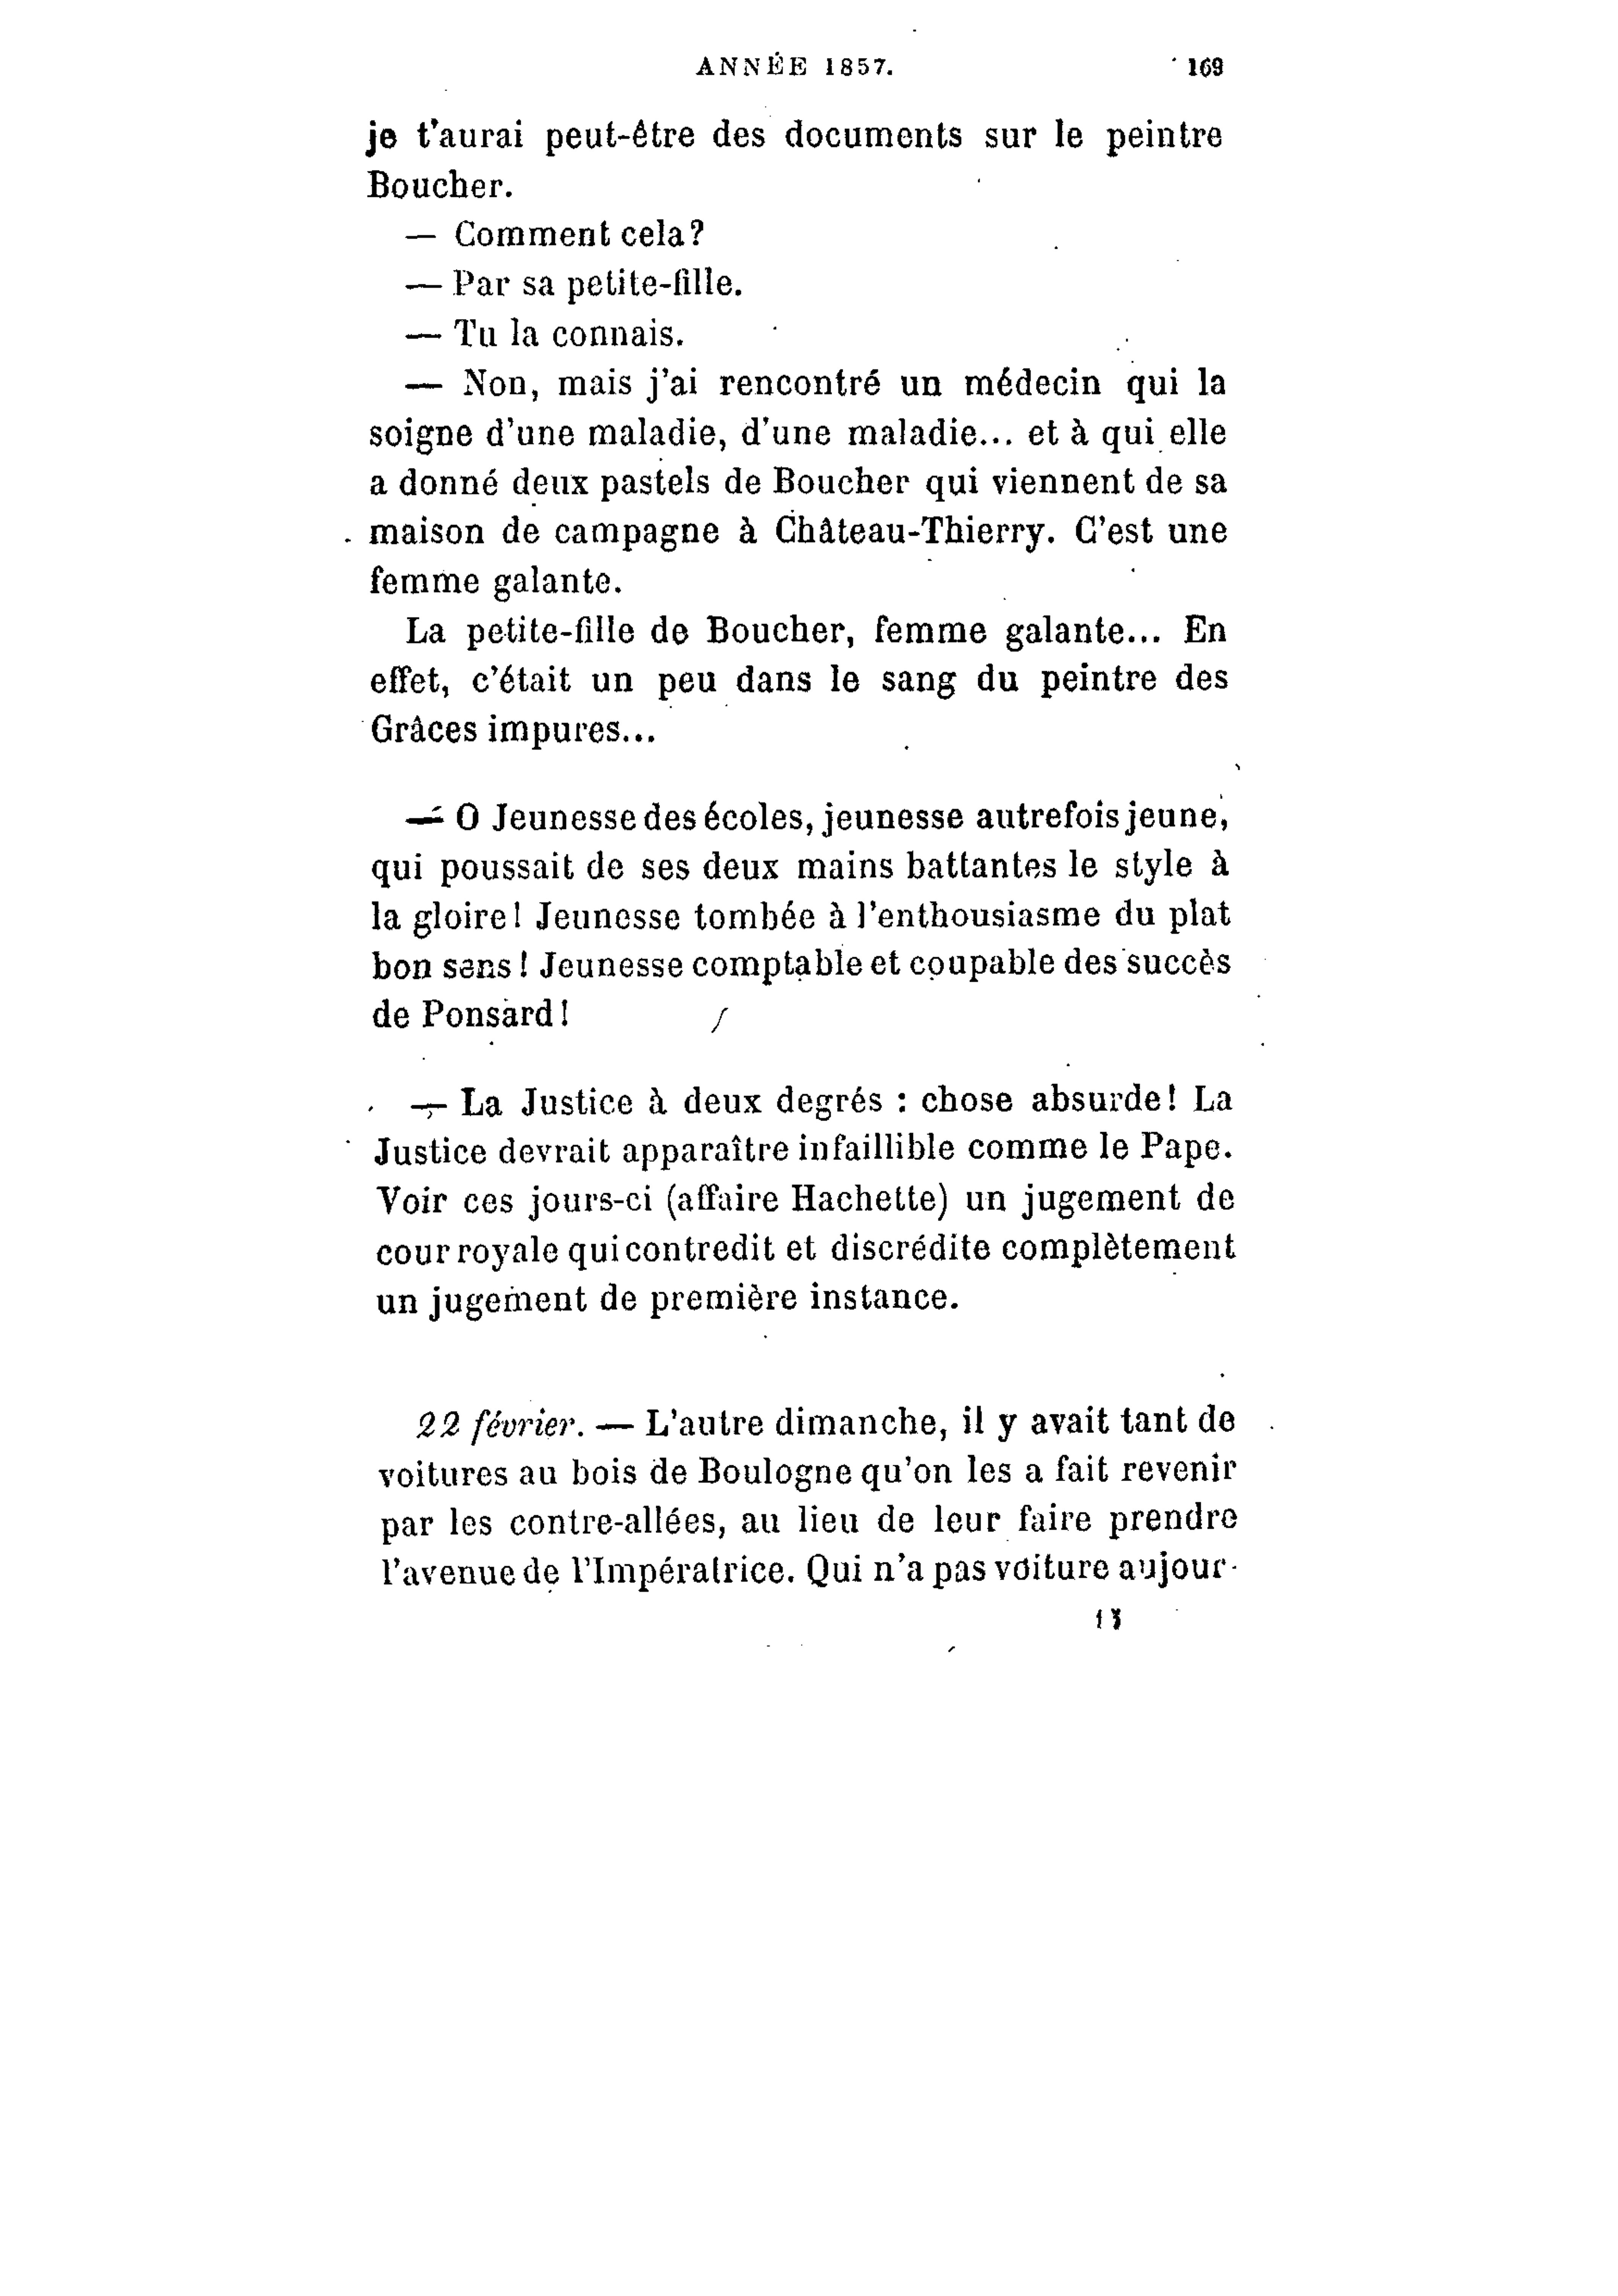 ANNÉE 1857. 169
je t'aurai peut-être des documents sur le peintre
Boucher.
— Comment cela?
— Par sa petite-fille.
— Tu la connais.
— Non, mais j'ai rencontré un médecin qui la
soigne d'une maladie, d'une maladie... et à qui elle
a donné deux pastels de Boucher qui viennent de sa
maison de campagne à Château-Thierry. C'est une
femme galante.
La petite-fille de Boucher, femme galante... En
effet, c'était un peu dans le sang du peintre des
Grâces impures...
— O Jeunesse des écoles, jeunesse autrefois jeune,
qui poussait de ses deux mains battantes le style à
la gloire! Jeunesse tombée à l'enthousiasme du plat
bon sens! Jeunesse comptable et coupable des succès
de Ponsard!
— La Justice à deux degrés : chose absurde! La
Justice devrait apparaître infaillible comme le Pape.
Voir ces jours-ci (affaire Hachette) un jugement de
cour royale qui contredit et discrédite complètement
un jugement de première instance.
22 février. — L'autre dimanche, il y avait tant de
voitures au bois de Boulogne qu'on les a fait revenir
par les contre-allées, au lieu de leur faire prendre
l'avenue de l'Impératrice. Qui n'a pas voiture aujour-